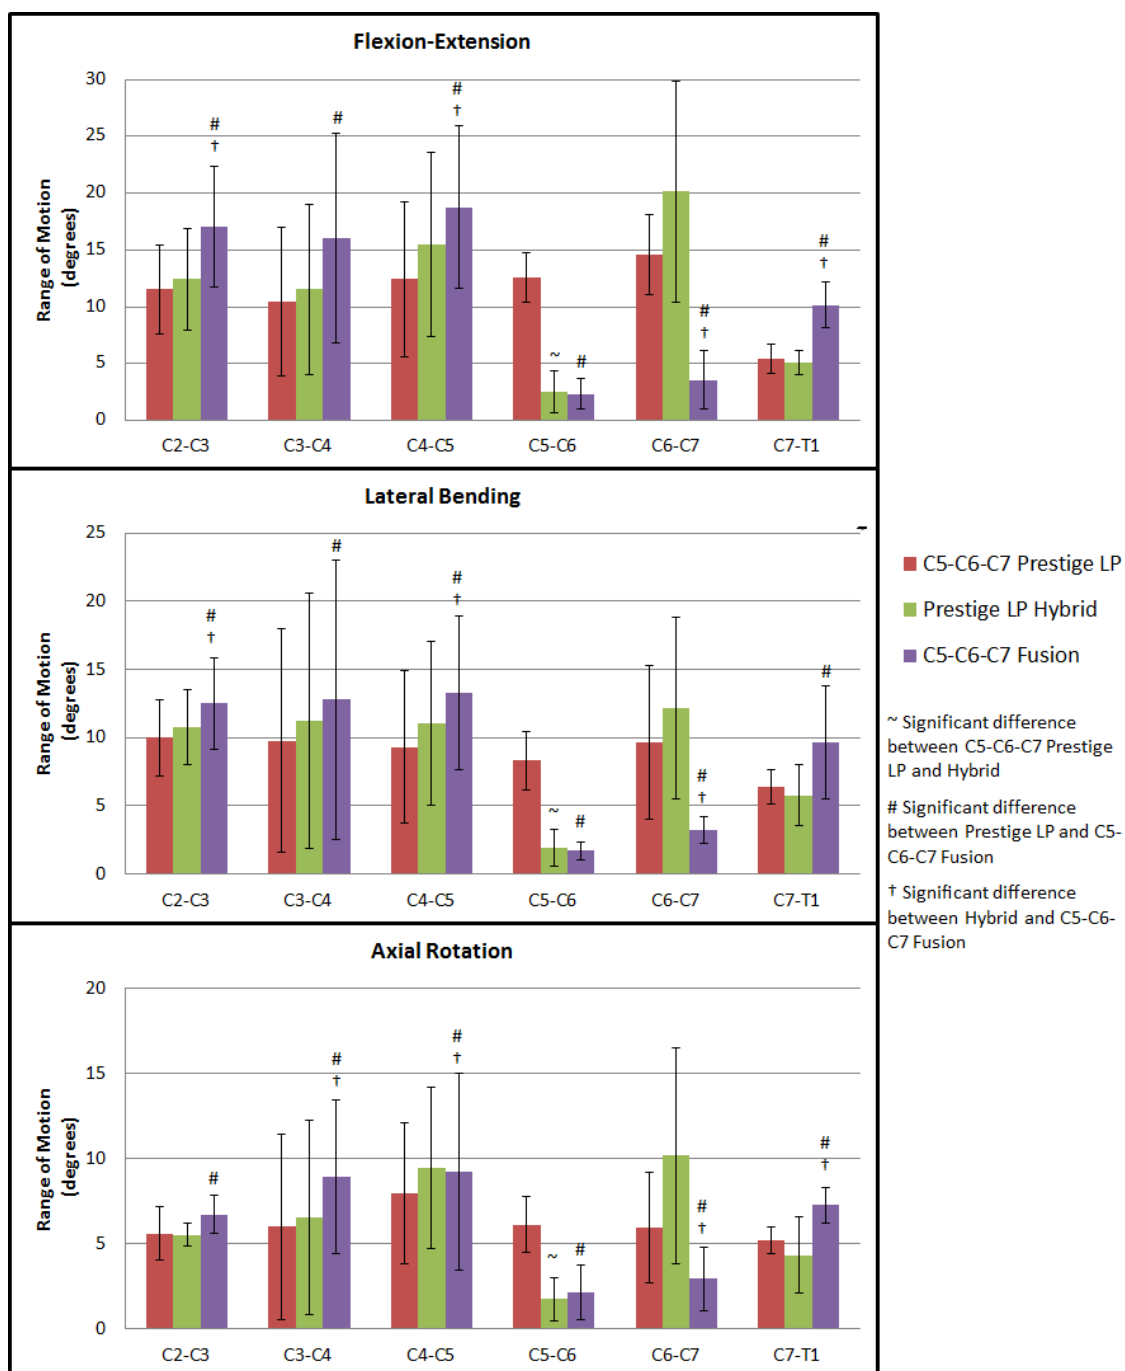 Flexion-Extension
Range of Motion
(degrees)
30
25
20
15
10
5
0
#
†
#
#
†
~
#
#
†
#
†
C2-C3
C3-C4
C4-C5
C5-C6
C6-C7
C7-T1
Lateral Bending
Range of Motion
(degrees)
25
20
15
10
5
0
#
†
#
#
†
~
#
#
†
#
C2-C3
C3-C4
C4-C5
C5-C6
C6-C7
C7-T1
Axial Rotation
Range of Motion
(degrees)
20
15
10
5
0
#
#
†
#
†
~
#
#
†
#
†
C2-C3
C3-C4
C4-C5
C5-C6
C6-C7
C7-T1
C5-C6-C7 Prestige LP
Prestige LP Hybrid
C5-C6-C7 Fusion
~ Significant difference
between C5-C6-C7 Prestige
LP and Hybrid
# Significant difference
between Prestige LP and C5-
C6-C7 Fusion
† Significant difference
between Hybrid and C5-C6-
C7 Fusion